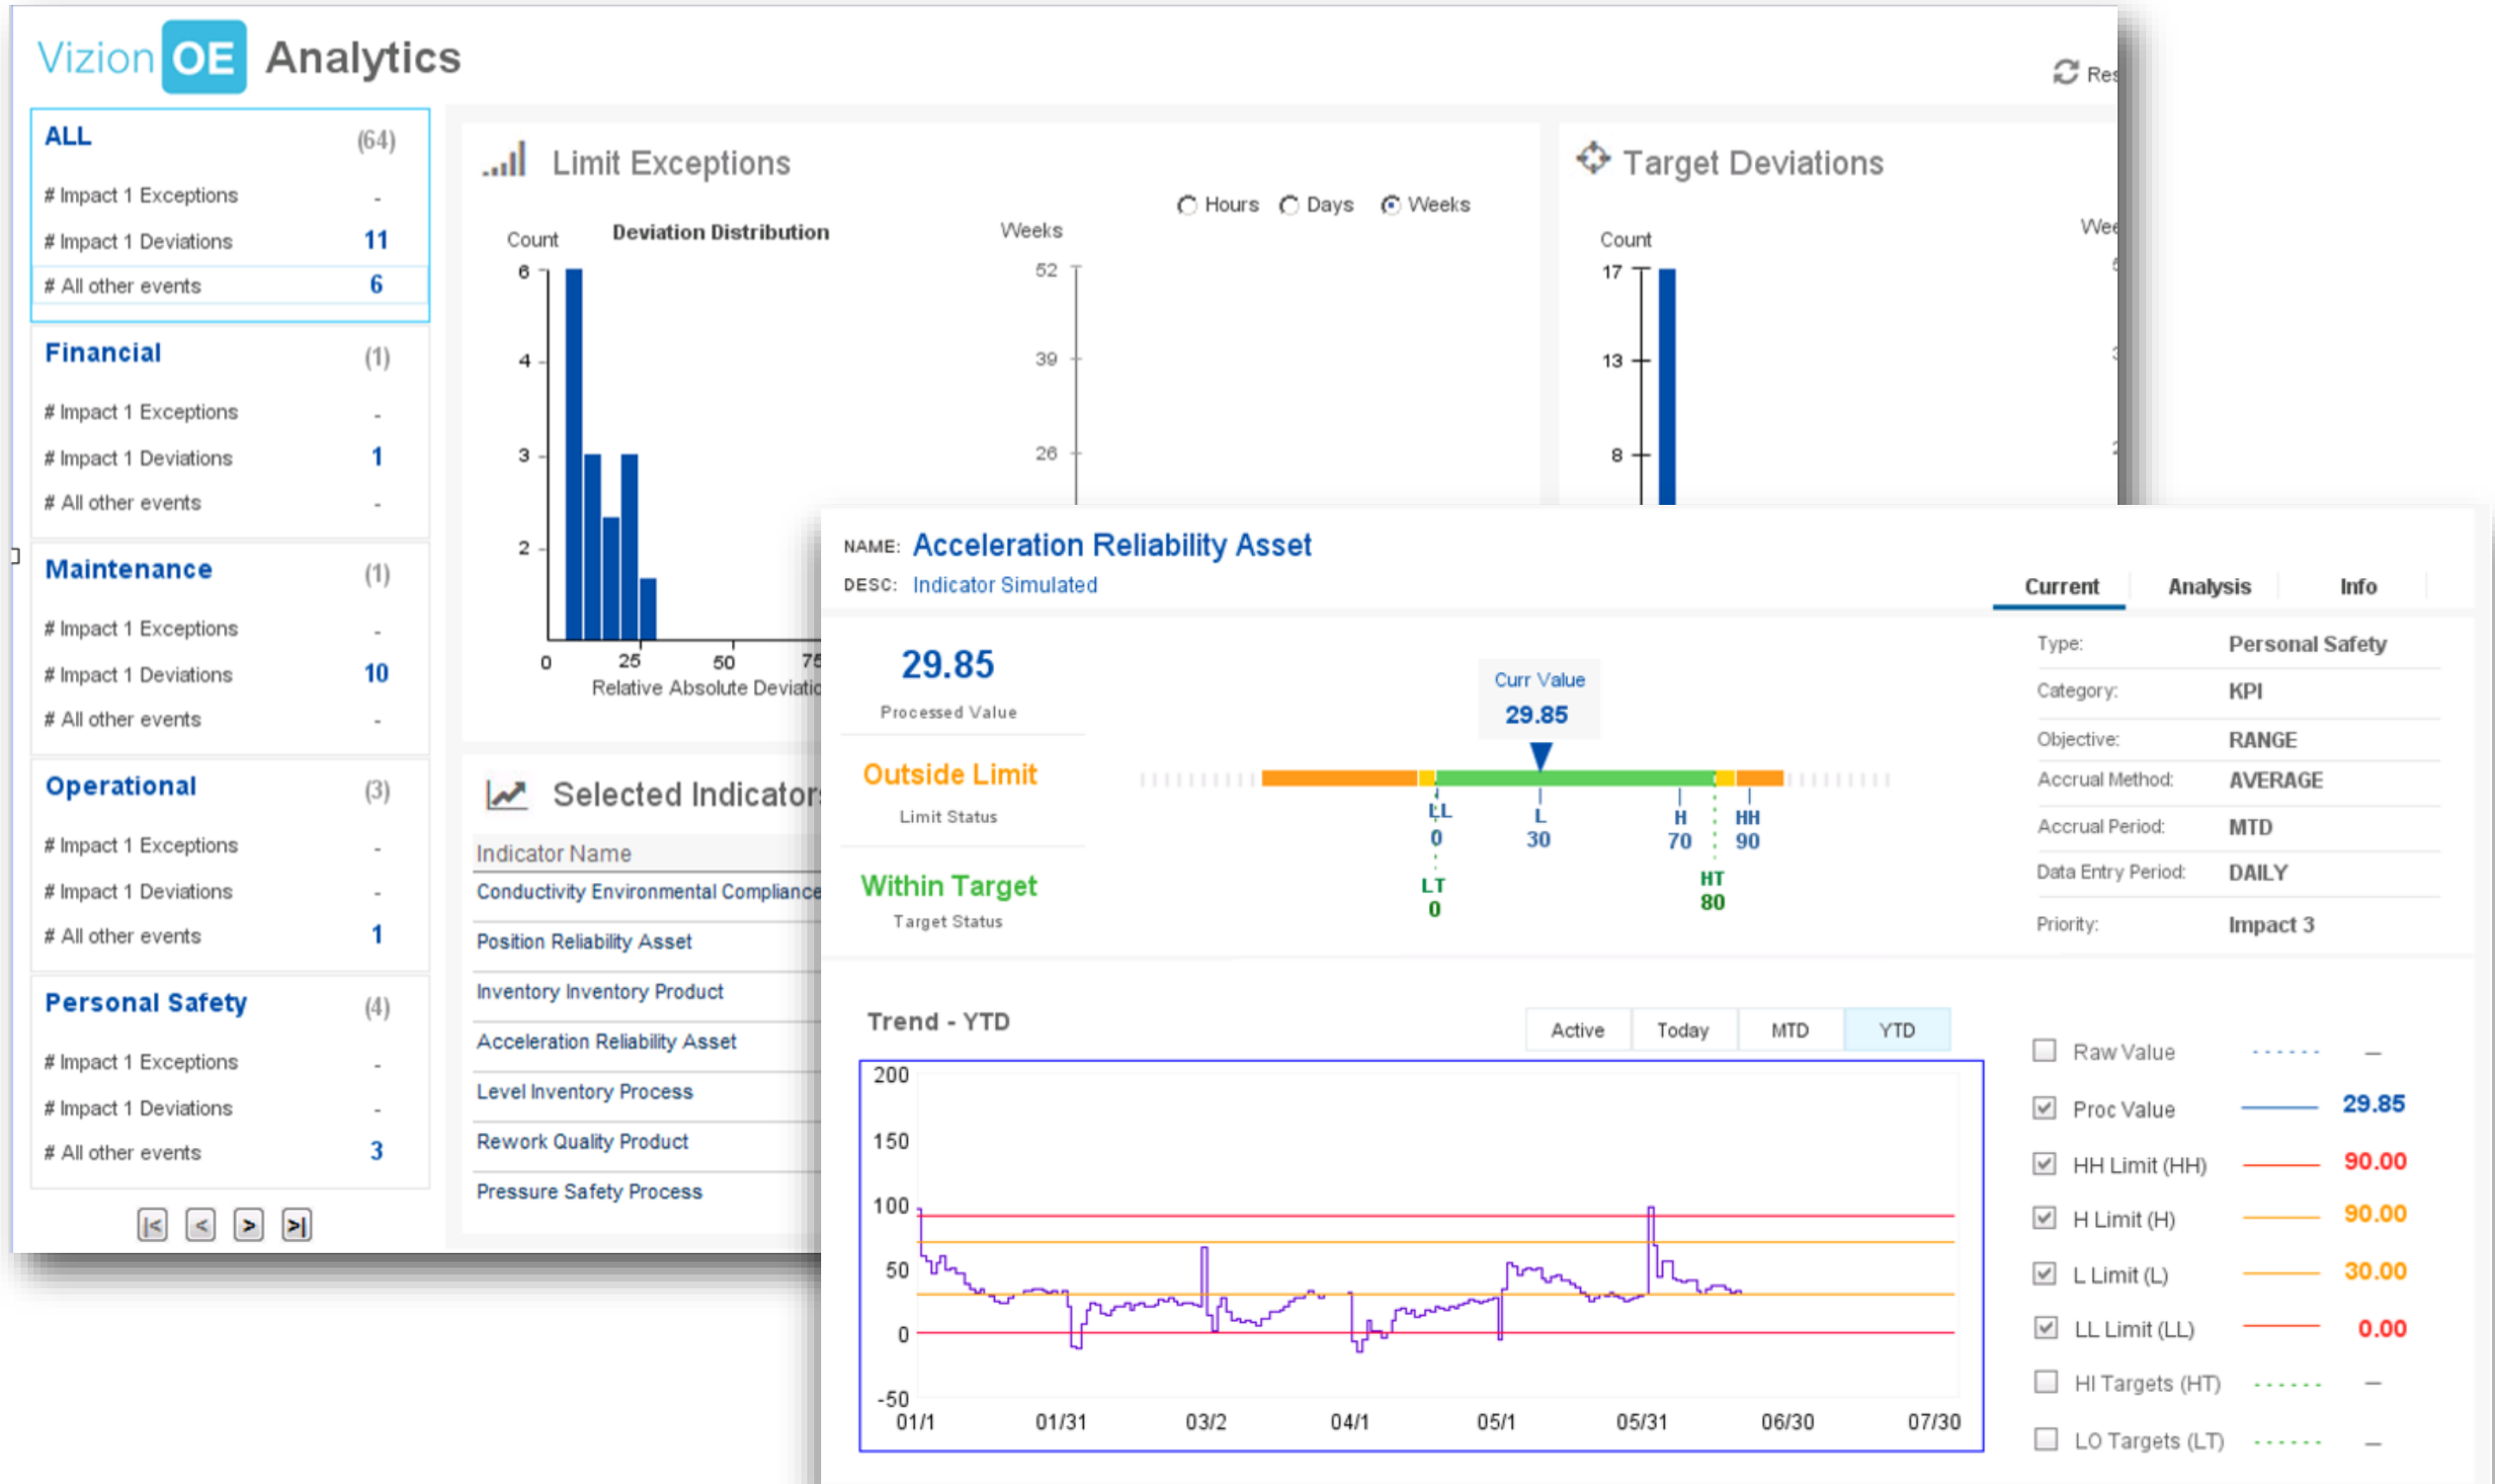 Vizion OE Analytics
Res
ALL (64)
# Impact 1 Exceptions -
# Impact 1 Deviations 11
# All other events 6
Financial (1)
# Impact 1 Exceptions -
# Impact 1 Deviations 1
# All other events -
Maintenance (1)
# Impact 1 Exceptions -
# Impact 1 Deviations 10
# All other events -
Operational (3)
# Impact 1 Exceptions -
# Impact 1 Deviations -
# All other events 1
Personal Safety (4)
# Impact 1 Exceptions -
# Impact 1 Deviations -
# All other events 3
|< < > >|
Limit Exceptions
Hours Days Weeks
Count Deviation Distribution Weeks
6 52
4 39
3 26
2
0 25 50 75
Relative Absolute Deviatio
Target Deviations
Count Wee
17
13
8
Selected Indicator
Indicator Name
Conductivity Environmental Compliance
Position Reliability Asset
Inventory Inventory Product
Acceleration Reliability Asset
Level Inventory Process
Rework Quality Product
Pressure Safety Process
NAME: Acceleration Reliability Asset
DESC: Indicator Simulated
Current Analysis Info
29.85
Processed Value
Outside Limit
Limit Status
Within Target
Target Status
Curr Value
29.85
LL L H HH
0 30 70 90
LT HT
0 80
Type: Personal Safety
Category: KPI
Objective: RANGE
Accrual Method: AVERAGE
Accrual Period: MTD
Data Entry Period: DAILY
Priority: Impact 3
Trend - YTD
Active Today MTD YTD
200
150
100
50
0
-50
01/1 01/31 03/2 04/1 05/1 05/31 06/30 07/30
Raw Value —
Proc Value 29.85
HH Limit (HH) 90.00
H Limit (H) 90.00
L Limit (L) 30.00
LL Limit (LL) 0.00
HI Targets (HT) —
LO Targets (LT) —